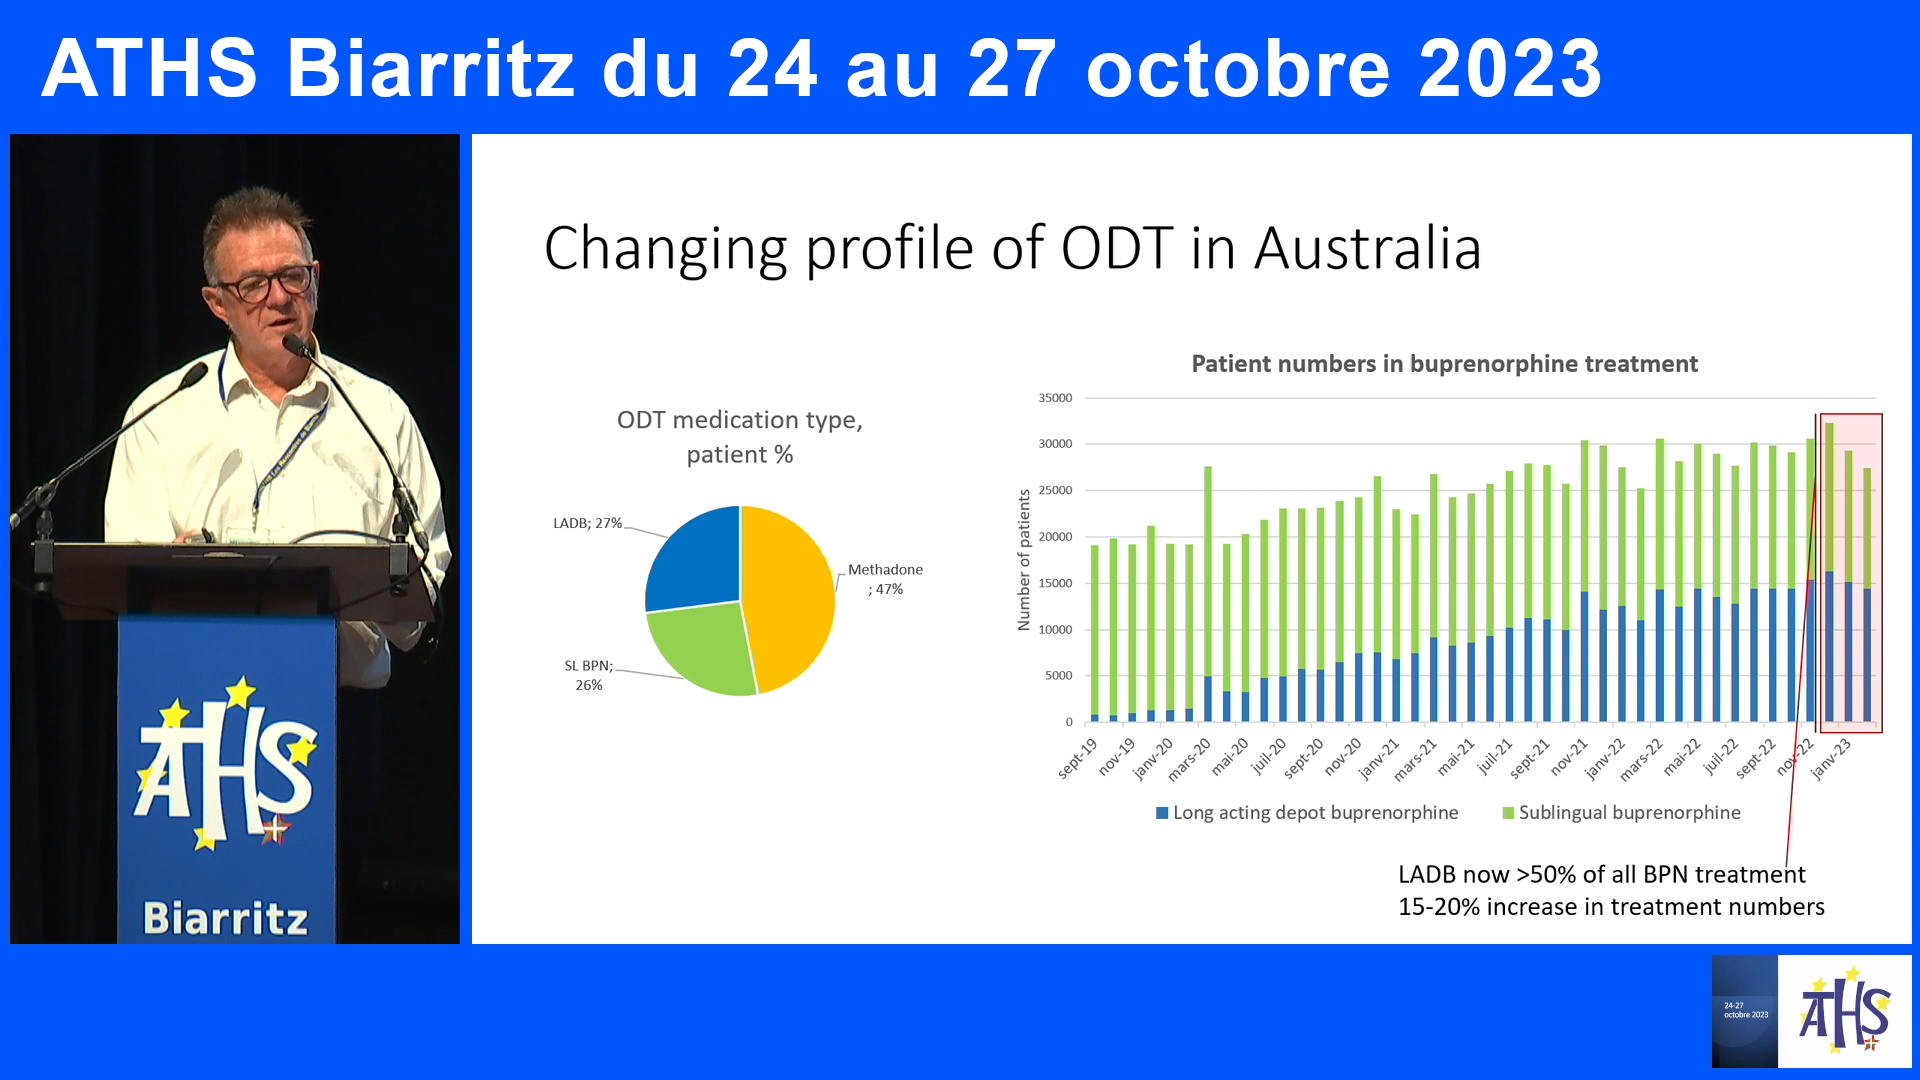 ATHS Biarritz du 24 au 27 octobre 2023
Changing profile of ODT in Australia
ODT medication type,
patient %
LADB; 27%
Methadone
; 47%
SL BPN;
26%
Patient numbers in buprenorphine treatment
Number of patients
35000
30000
25000
20000
15000
10000
5000
0
sept-19
nov-19
janv-20
mars-20
mai-20
juil-20
sept-20
nov-20
janv-21
mars-21
mai-21
juil-21
sept-21
nov-21
janv-22
mars-22
mai-22
juil-22
sept-22
nov-22
janv-23
Long acting depot buprenorphine
Sublingual buprenorphine
LADB now >50% of all BPN treatment
15-20% increase in treatment numbers
ATHS
Biarritz
24-27
octobre 2023
ATHS